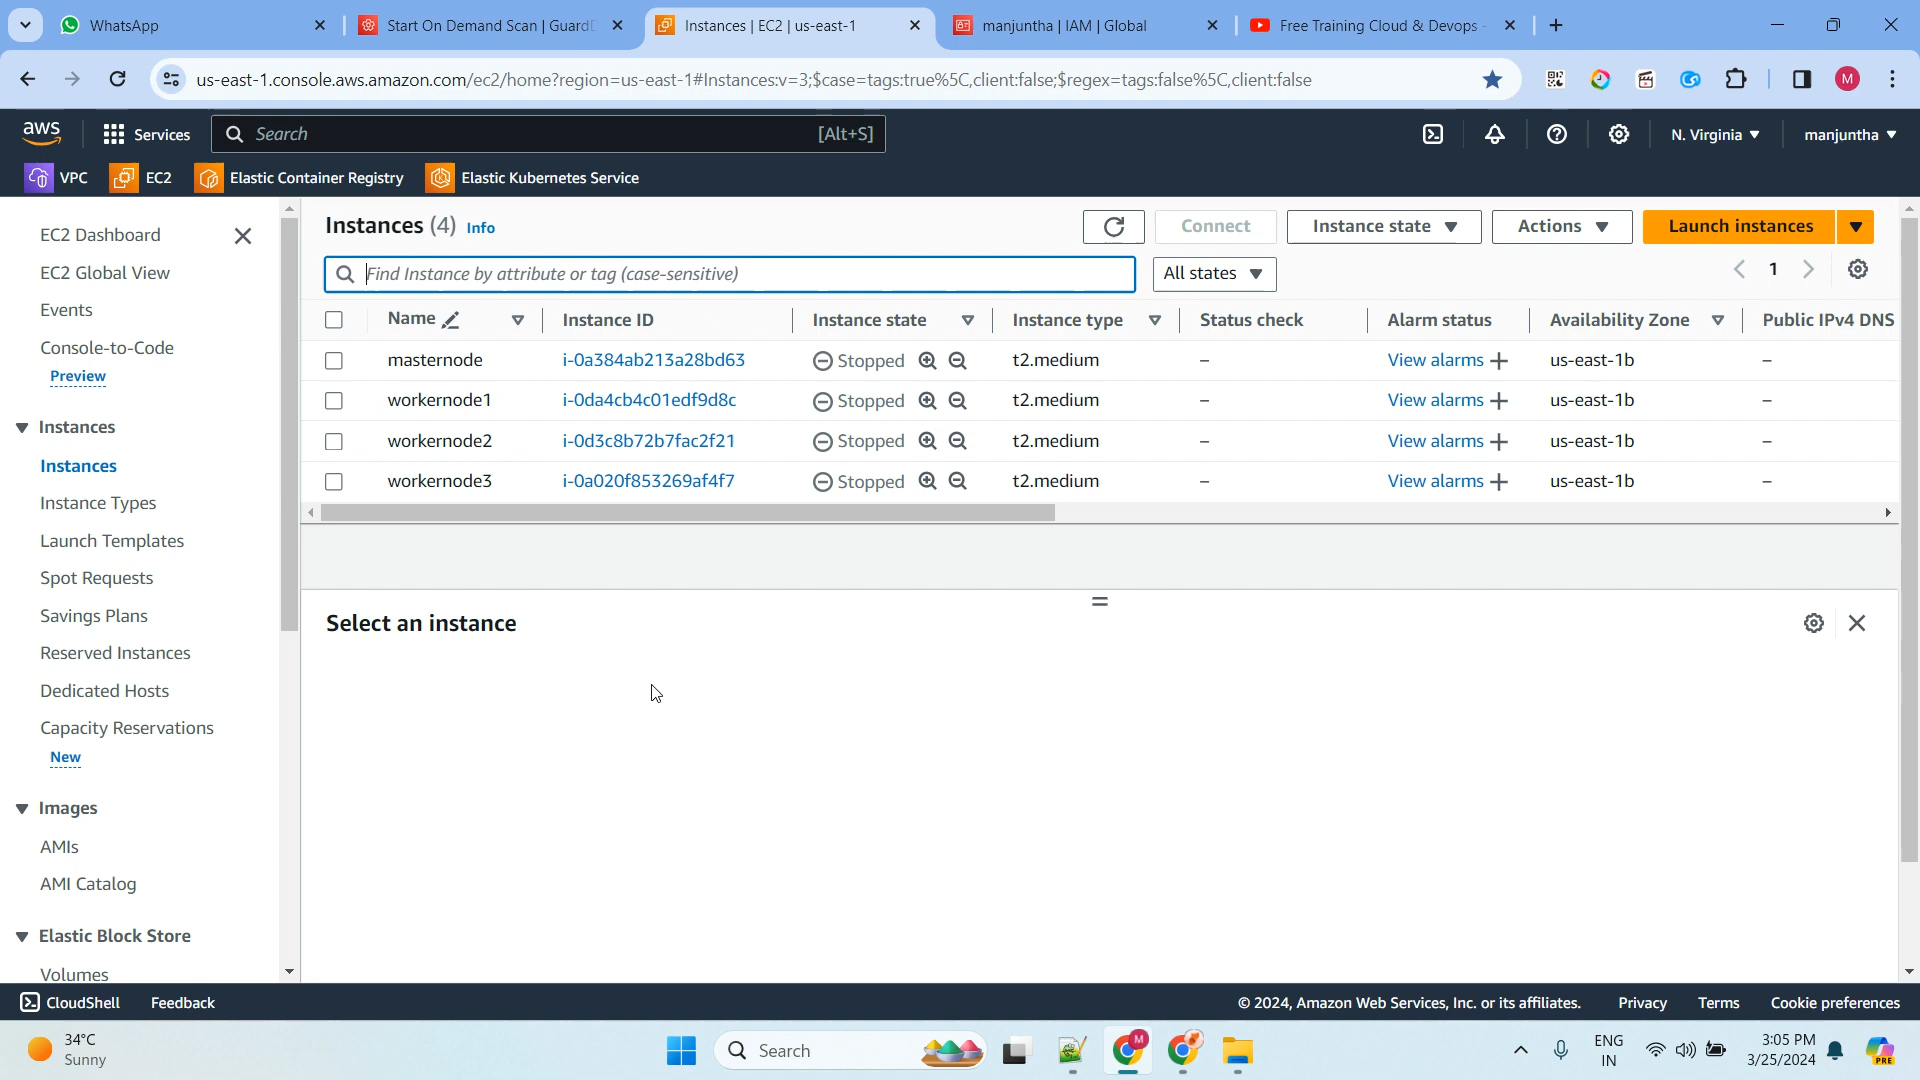 WhatsApp
Start On Demand Scan | GuardD
Instances | EC2 | us-east-1
manjuntha | IAM | Global
Free Training Cloud & Devops -
us-east-1.console.aws.amazon.com/ec2/home?region=us-east-1#Instances:v=3;$case=tags:true%5C,client:false;$regex=tags:false%5C,client:false
M
aws
Services
Search
[Alt+S]
N. Virginia
manjuntha
VPC
EC2
Elastic Container Registry
Elastic Kubernetes Service
EC2 Dashboard
EC2 Global View
Events
Console-to-Code
Preview
Instances
Instances
Instance Types
Launch Templates
Spot Requests
Savings Plans
Reserved Instances
Dedicated Hosts
Capacity Reservations
New
Images
AMIs
AMI Catalog
Elastic Block Store
Volumes
Instances (4) Info
Connect
Instance state
Actions
Launch instances
Find Instance by attribute or tag (case-sensitive)
All states
1
Name Instance ID Instance state Instance type Status check Alarm status Availability Zone Public IPv4 DNS
masternode i-0a384ab213a28bd63 Stopped t2.medium – View alarms + us-east-1b –
workernode1 i-0da4cb4c01edf9d8c Stopped t2.medium – View alarms + us-east-1b –
workernode2 i-0d3c8b72b7fac2f21 Stopped t2.medium – View alarms + us-east-1b –
workernode3 i-0a020f853269af4f7 Stopped t2.medium – View alarms + us-east-1b –
Select an instance
CloudShell
Feedback
© 2024, Amazon Web Services, Inc. or its affiliates.
Privacy
Terms
Cookie preferences
34°C
Sunny
Search
M
ENG
IN
3:05 PM
3/25/2024
PRE